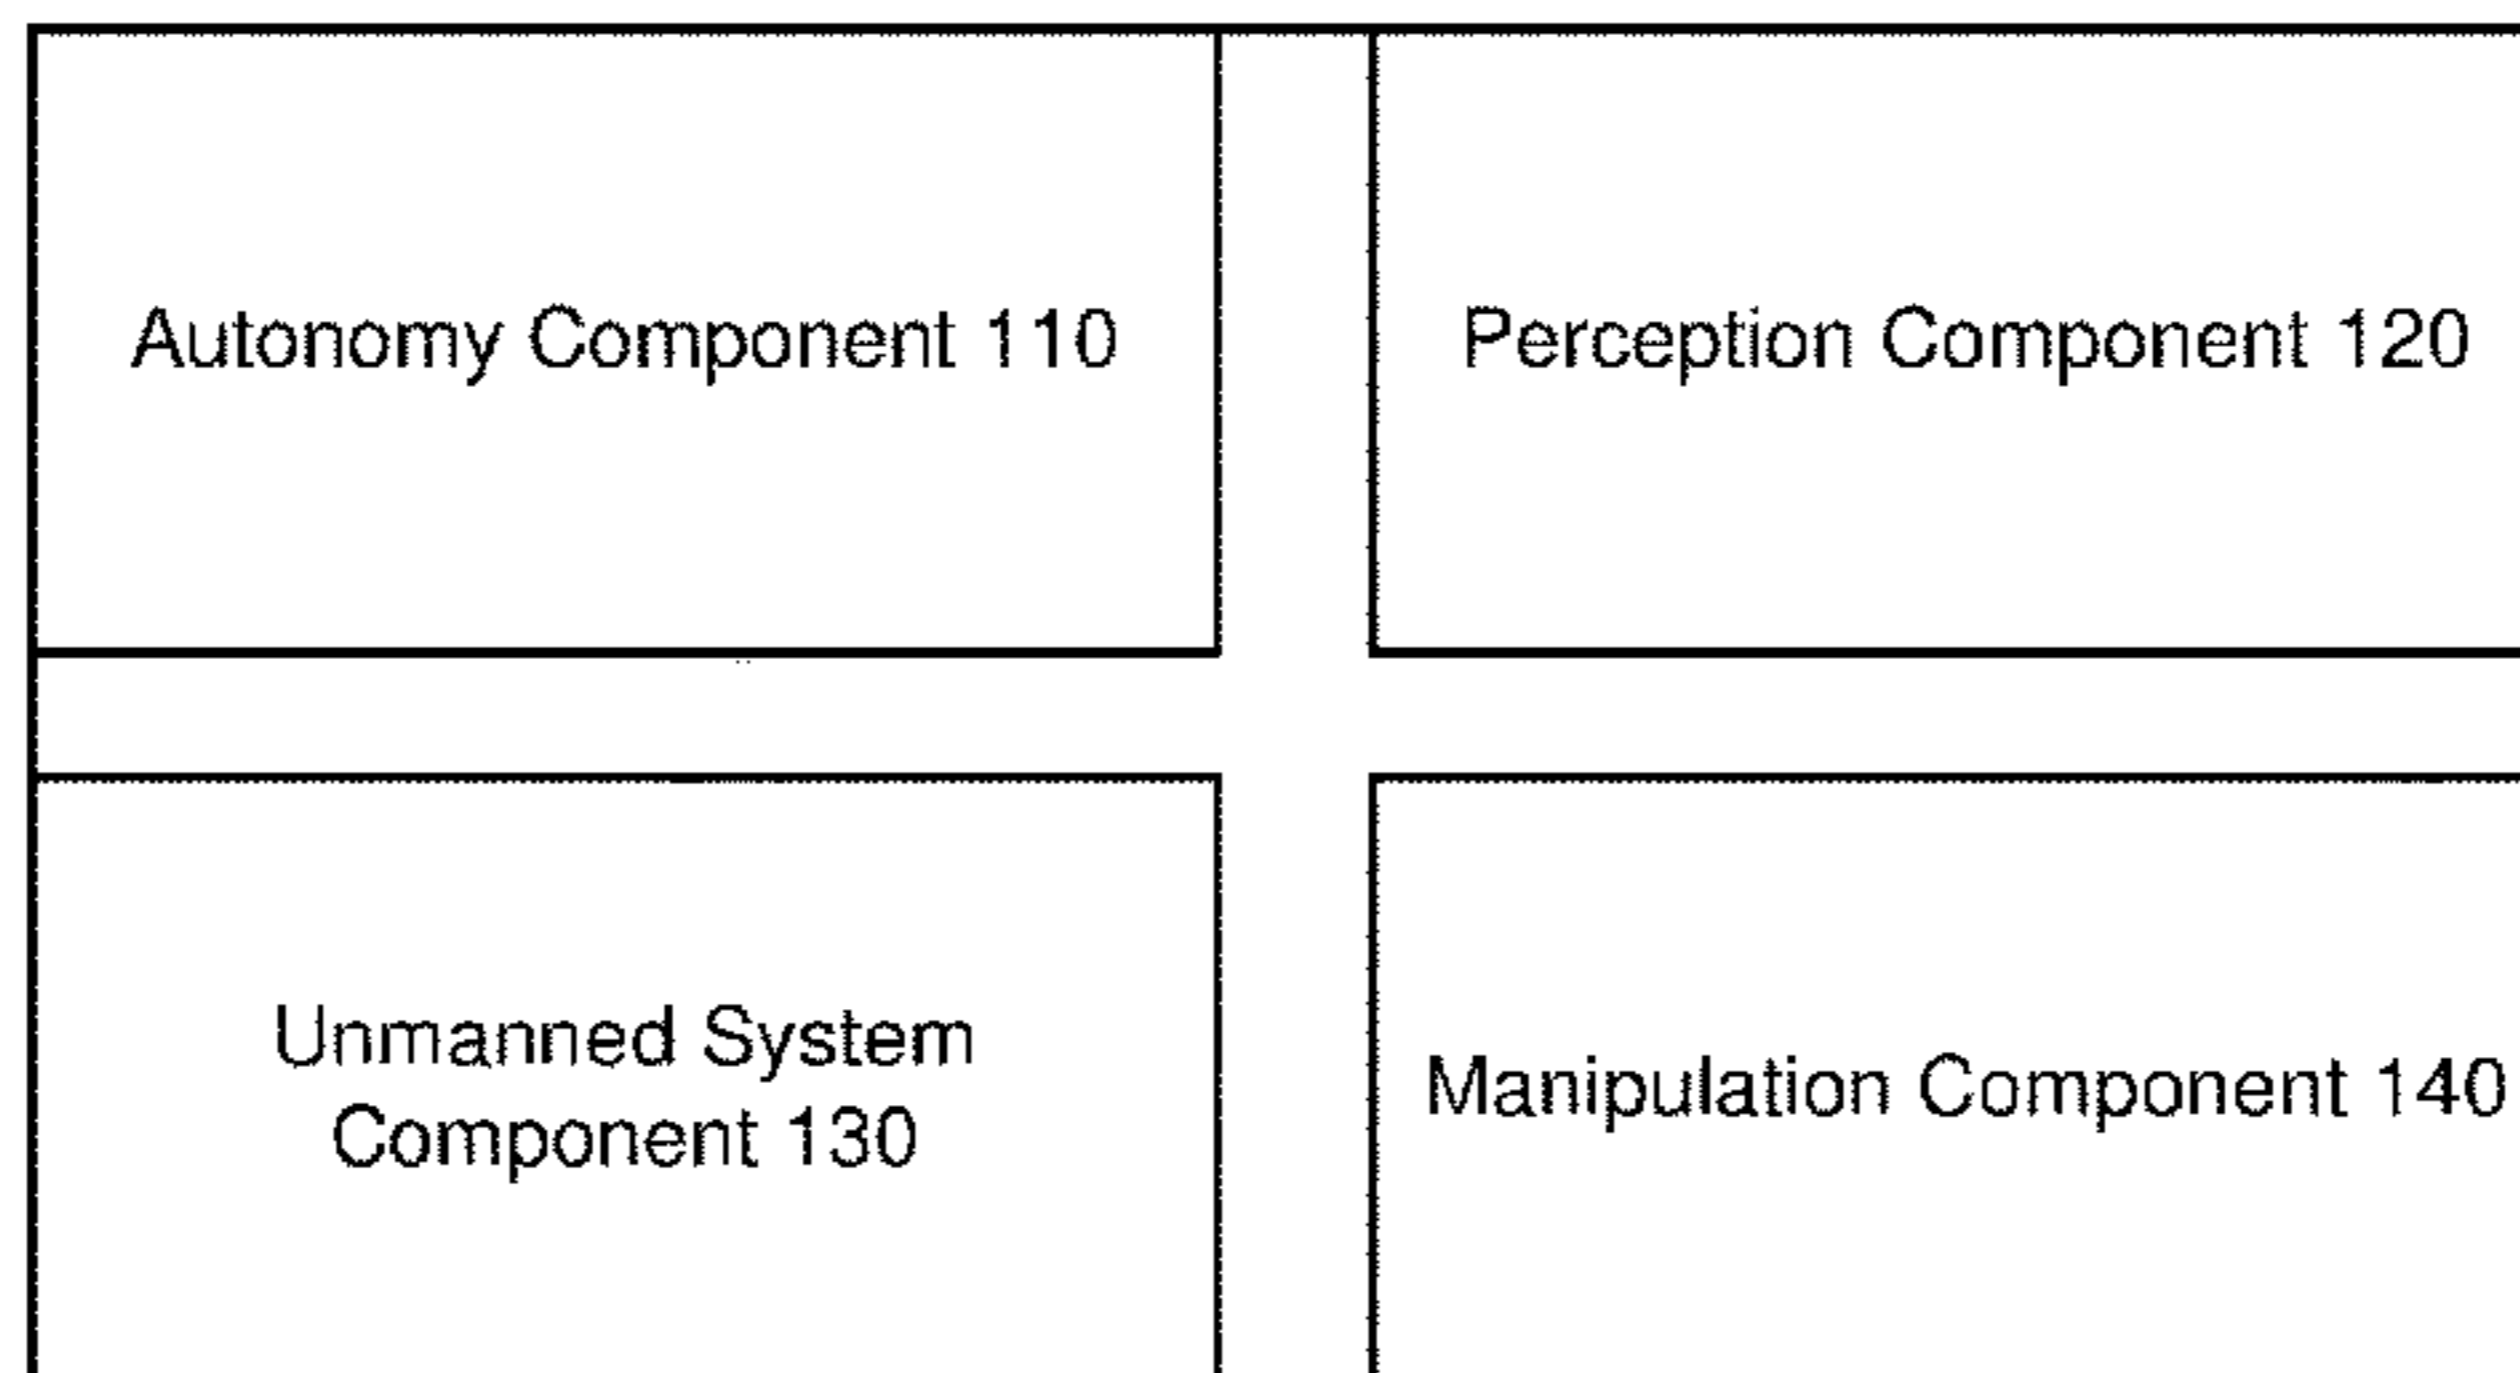 Autonomy Component 110
Perception Component 120
Unmanned System
Component 130
Manipulation Component 140